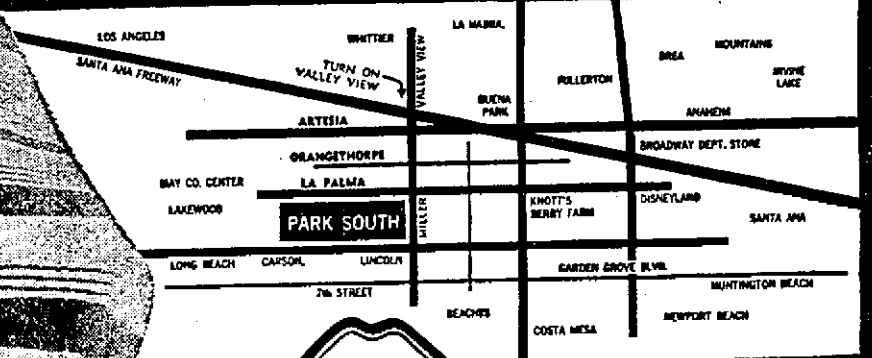 LOS ANGELES
SANTA ANA FREEWAY
WHITTIER
LA HABRA
TURN ON
VALLEY VIEW
VALLEY VIEW
BUENA
PARK
FULLERTON
BREA
MOUNTAINS
IRVINE
LAKE
ARTESIA
ANAHEIM
BROADWAY DEPT. STORE
ORANGETHORPE
MAY CO. CENTER
LA PALMA
LAKEWOOD
PARK SOUTH
MILLER
KNOTT'S
BERRY FARM
DISNEYLAND
SANTA ANA
LONG BEACH
CARSON,
LINCOLN
GARDEN GROVE BLVD.
7th STREET
HUNTINGTON BEACH
BEACHES
COSTA MESA
NEWPORT BEACH